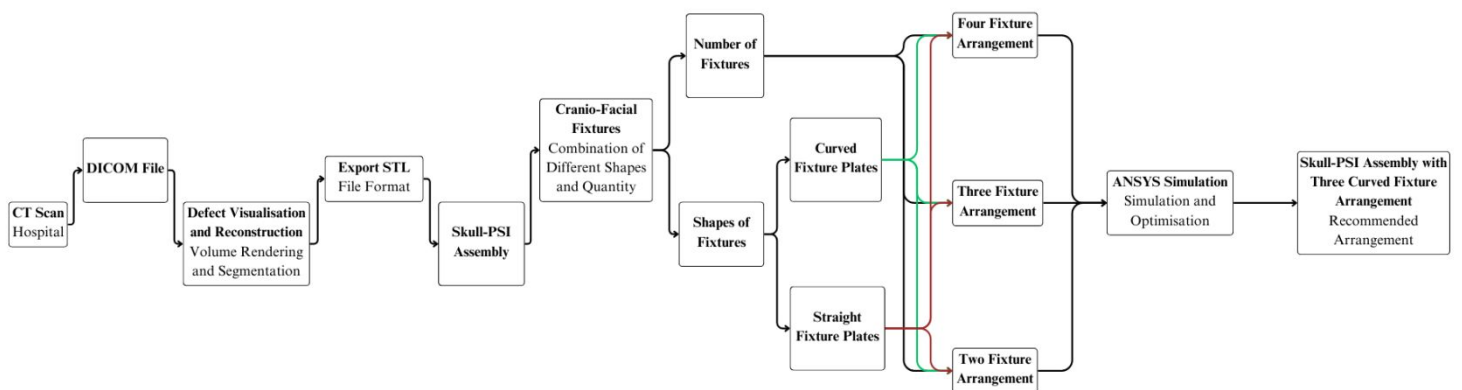 CT Scan
Hospital
DICOM File
Defect Visualisation
and Reconstruction
Volume Rendering
and Segmentation
Export STL
File Format
Skull-PSI
Assembly
Cranio-Facial
Fixtures
Combination of
Different Shapes
and Quantity
Number of
Fixtures
Shapes of
Fixtures
Curved
Fixture Plates
Straight
Fixture Plates
Four Fixture
Arrangement
Three Fixture
Arrangement
Two Fixture
Arrangement
ANSYS Simulation
Simulation and
Optimisation
Skull-PSI Assembly with
Three Curved Fixture
Arrangement
Recommended
Arrangement